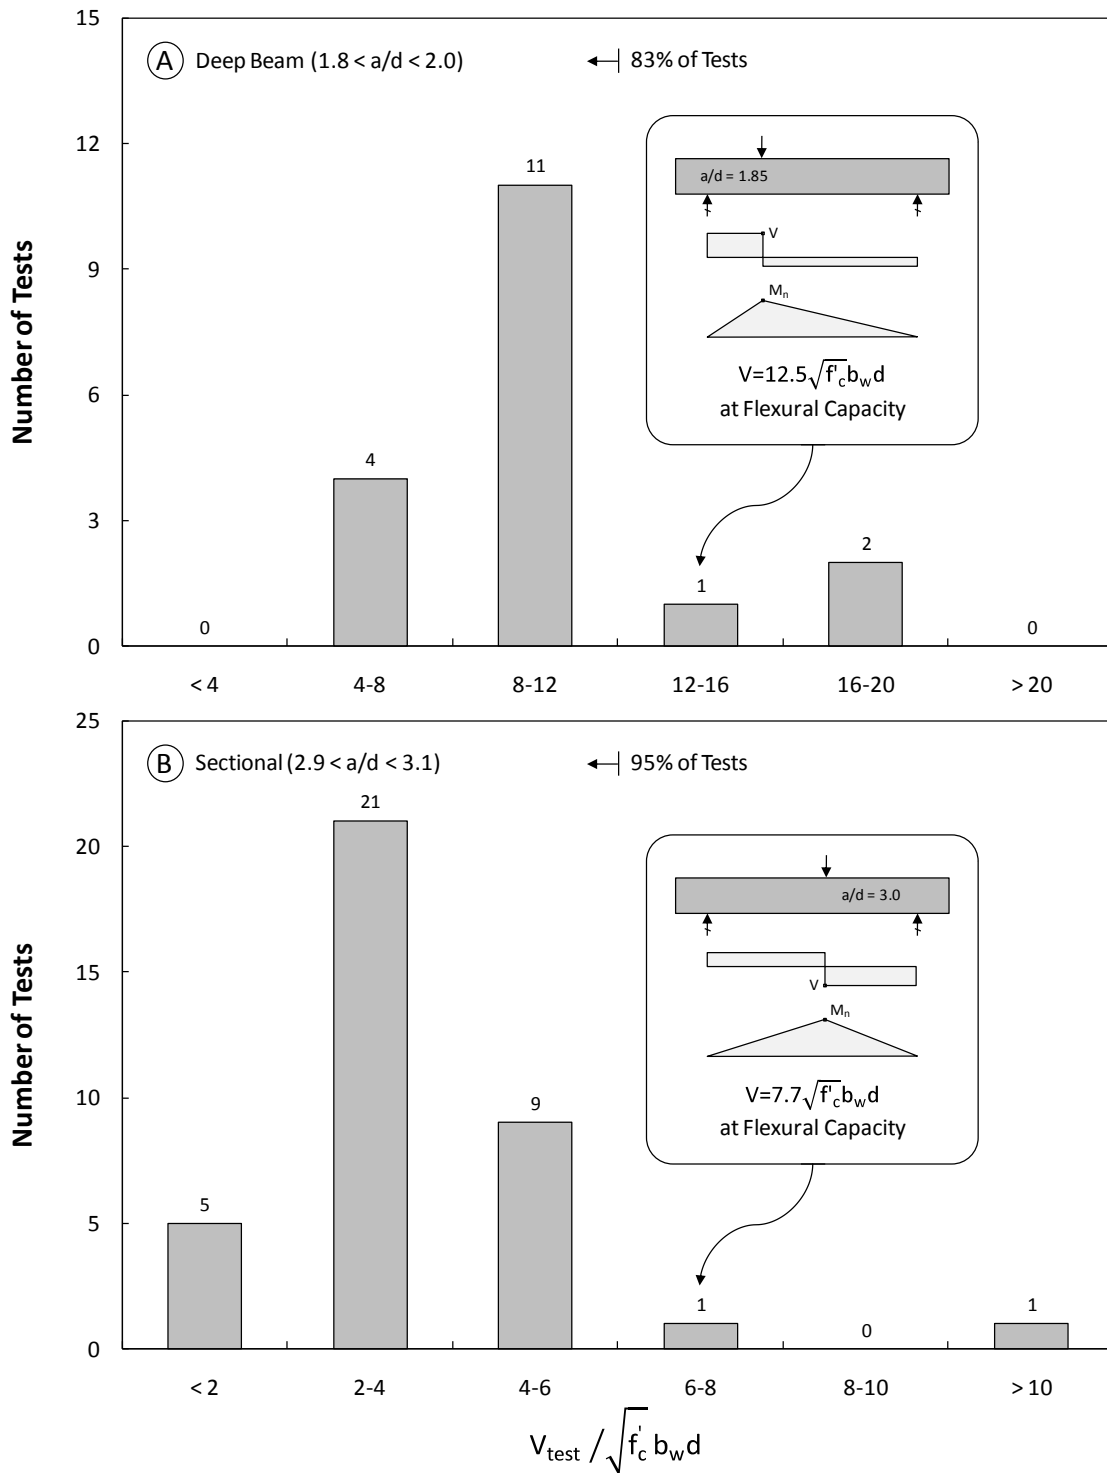 15
A Deep Beam (1.8 < a/d < 2.0) 83% of Tests
12
11
a/d = 1.85
V
9
Number of Tests
Mn
V=12.5√f'c bwd
at Flexural Capacity
6
4
3
2
1
0
0
0
< 4 4-8 8-12 12-16 16-20 > 20
25
B Sectional (2.9 < a/d < 3.1) 95% of Tests
21
20
a/d = 3.0
15
V
Number of Tests
Mn
V=7.7√f'c bwd
at Flexural Capacity
10
9
5
5
1
0
1
0
< 2 2-4 4-6 6-8 8-10 > 10
Vtest /√f'c bwd